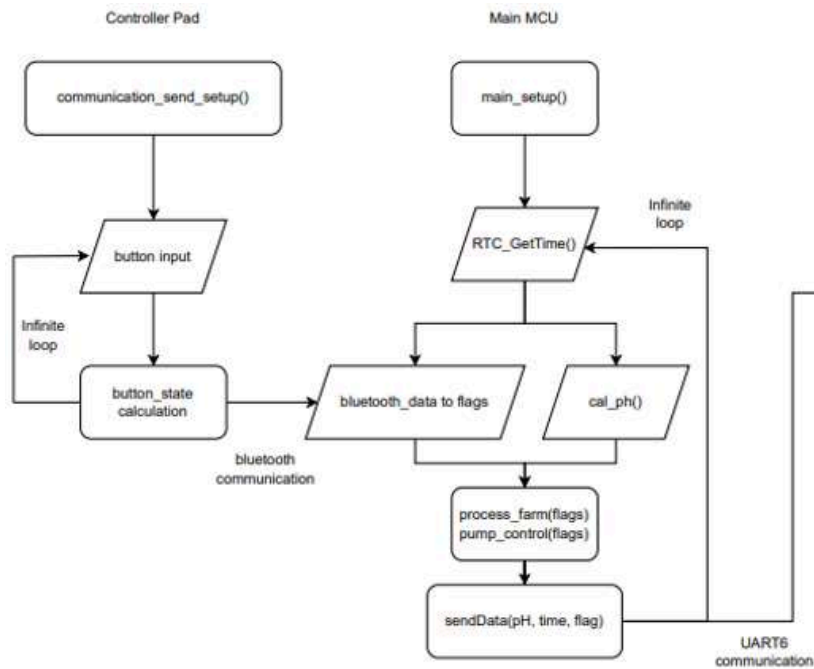 Controller Pad
Main MCU
communication_send_setup()
main_setup()
button input
RTC_GetTime()
Infinite
loop
Infinite
loop
button_state
calculation
bluetooth_data to flags
cal_ph()
bluetooth
communication
process_farm(flags)
pump_control(flags)
sendData(pH, time, flag)
UART6
communication